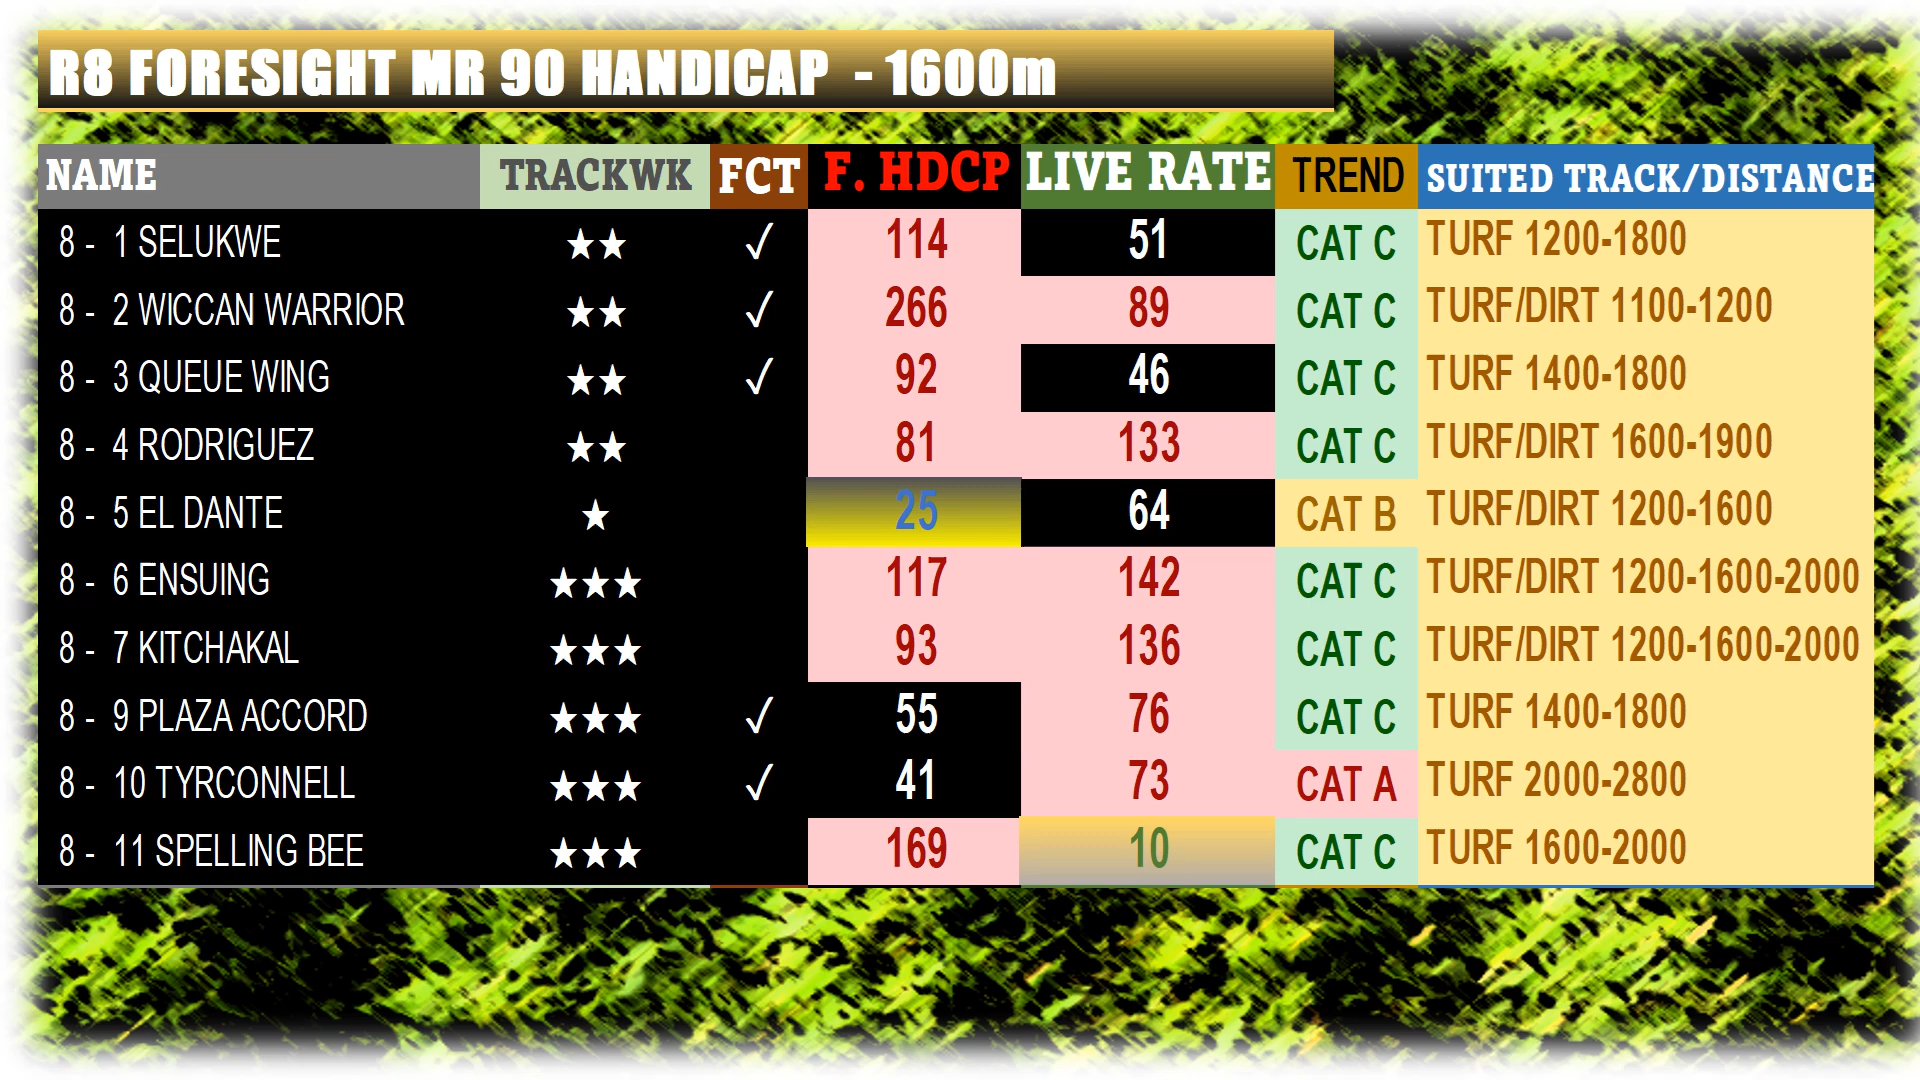 R8 FORESIGHT MR 90 HANDICAP - 1600m
NAME TRACKWK FCT F. HDCP LIVE RATE TREND SUITED TRACK/DISTANCE
8 - 1 SELUKWE ★★ ✓ 114 51 CAT C TURF 1200-1800
8 - 2 WICCAN WARRIOR ★★ ✓ 266 89 CAT C TURF/DIRT 1100-1200
8 - 3 QUEUE WING ★★ ✓ 92 46 CAT C TURF 1400-1800
8 - 4 RODRIGUEZ ★★ 81 133 CAT C TURF/DIRT 1600-1900
8 - 5 EL DANTE ★ 25 64 CAT B TURF/DIRT 1200-1600
8 - 6 ENSUING ★★★ 117 142 CAT C TURF/DIRT 1200-1600-2000
8 - 7 KITCHAKAL ★★★ 93 136 CAT C TURF/DIRT 1200-1600-2000
8 - 9 PLAZA ACCORD ★★★ ✓ 55 76 CAT C TURF 1400-1800
8 - 10 TYRCONNELL ★★★ ✓ 41 73 CAT A TURF 2000-2800
8 - 11 SPELLING BEE ★★★ 169 10 CAT C TURF 1600-2000